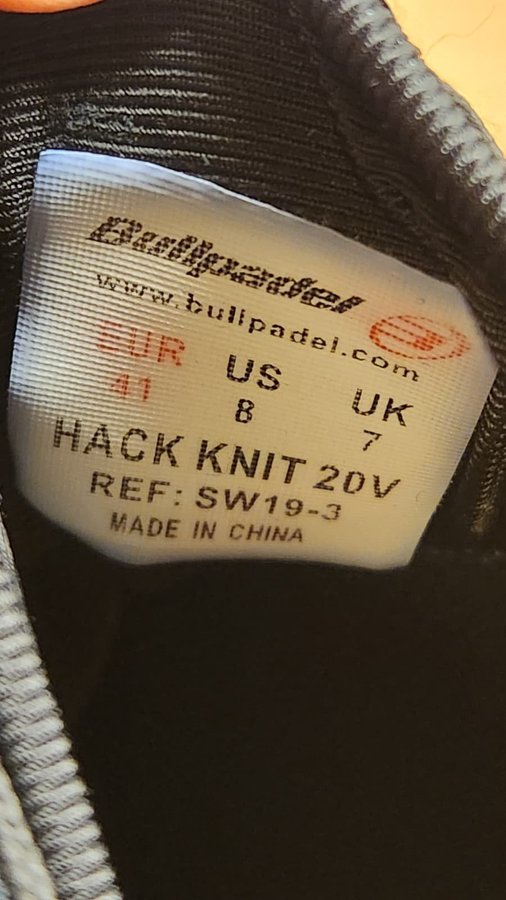 Bullpadel
www.bullpadel.com
EUR US UK
41 8 7
HACK KNIT 20V
REF: SW19-3
MADE IN CHINA